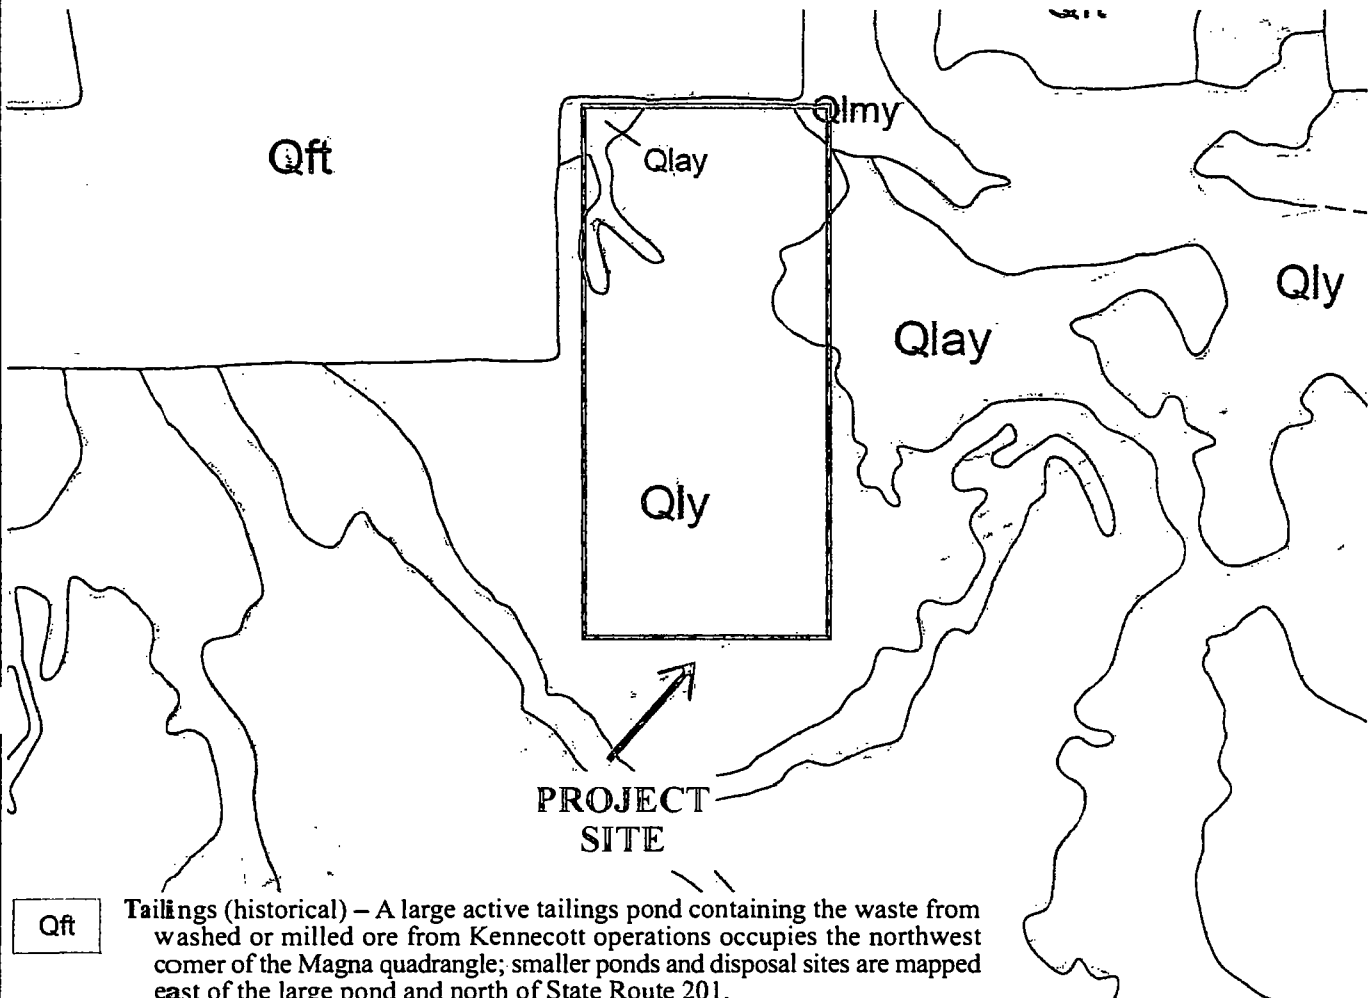 Qft
Qlmy
Qft
Qlay
Qly
Qlay
Qly
PROJECT
SITE
Qft
Tailings (historical) – A large active tailings pond containing the waste from
washed or milled ore from Kennecott operations occupies the northwest
corner of the Magna quadrangle; smaller ponds and disposal sites are mapped
east of the large pond and north of State Route 201.